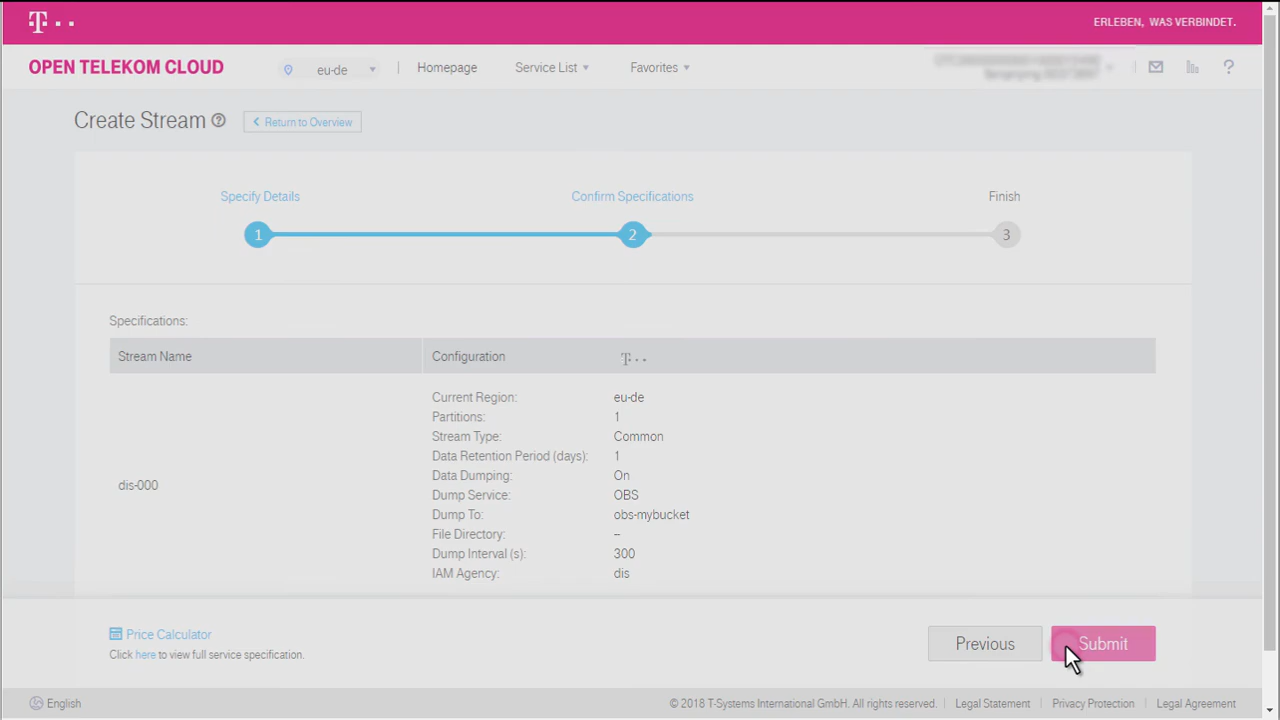 T · · ERLEBEN, WAS VERBINDET.
OPEN TELEKOM CLOUD eu-de Homepage Service List Favorites ?
Create Stream ? Return to Overview
Specify Details Confirm Specifications Finish
1 2 3
Specifications:
Stream Name Configuration T · ·
Current Region: eu-de
Partitions: 1
Stream Type: Common
Data Retention Period (days): 1
Data Dumping: On
dis-000
Dump Service: OBS
Dump To: obs-mybucket
File Directory: –
Dump Interval (s): 300
IAM Agency: dis
Price Calculator
Click here to view full service specification.
Previous Submit
English © 2018 T-Systems International GmbH. All rights reserved. Legal Statement Privacy Protection Legal Agreement